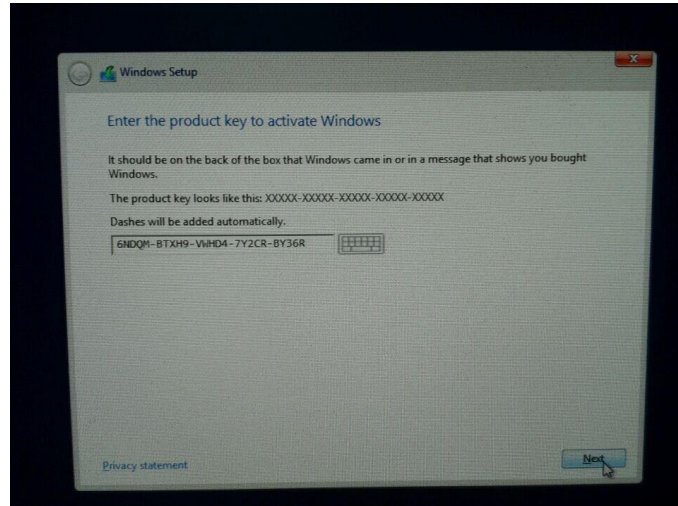 Windows Setup
Enter the product key to activate Windows
It should be on the back of the box that Windows came in or in a message that shows you bought
Windows.
The product key looks like this: XXXXX-XXXXX-XXXXX-XXXXX-XXXXX
Dashes will be added automatically.
6NDQM-BTXH9-VWHD4-7Y2CR-BY36R
Privacy statement
Next